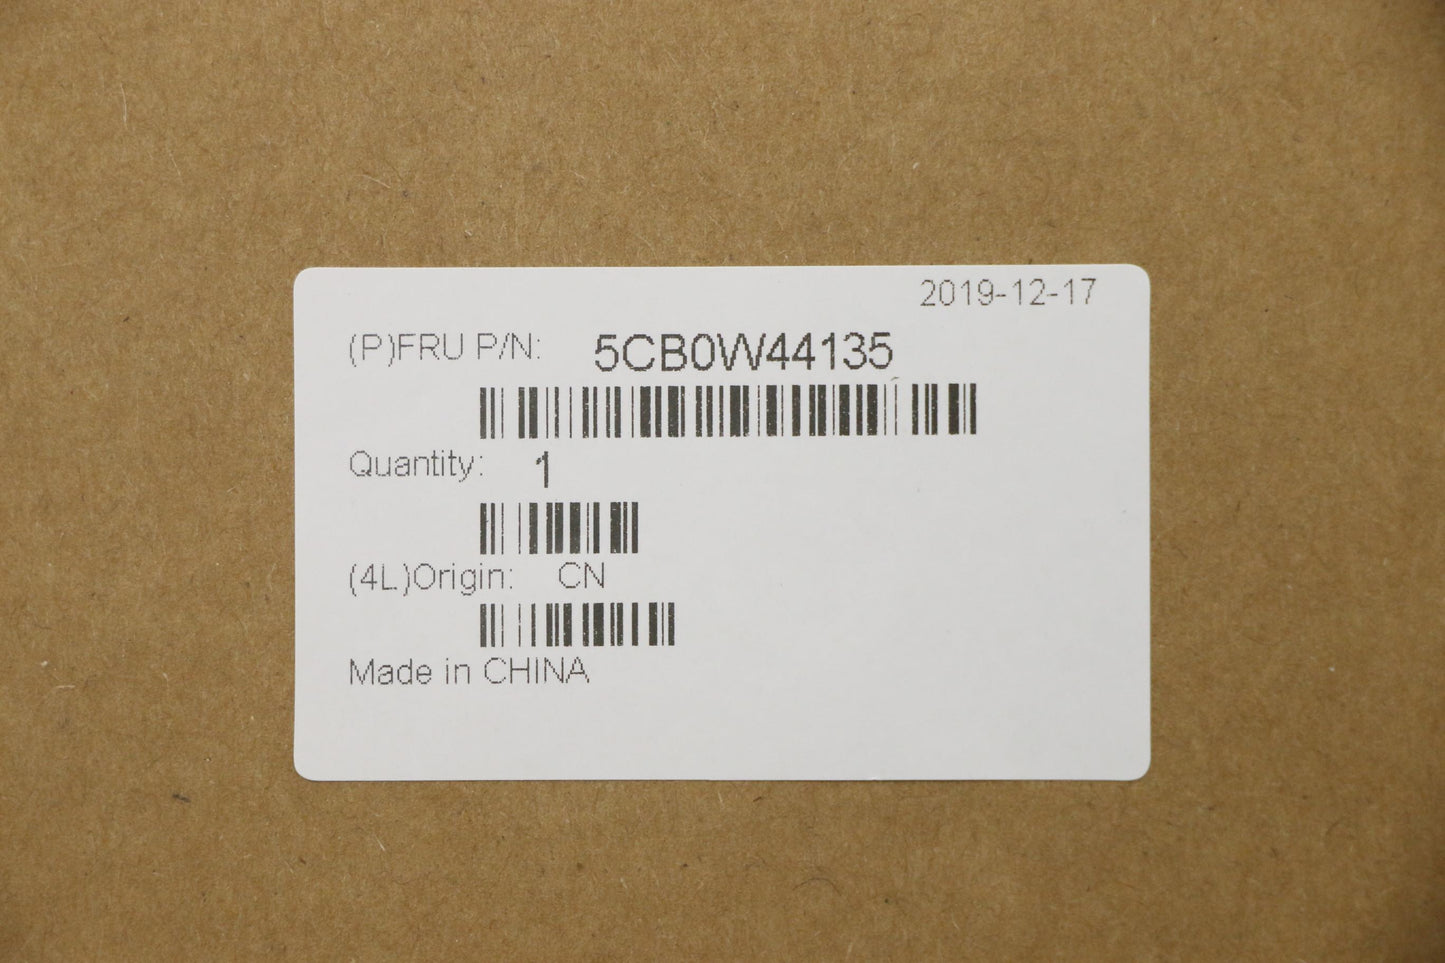 2019-12-17
(P)FRU P/N: 5CB0W44135
Quantity: 1
(4L)Origin: CN
Made in CHINA